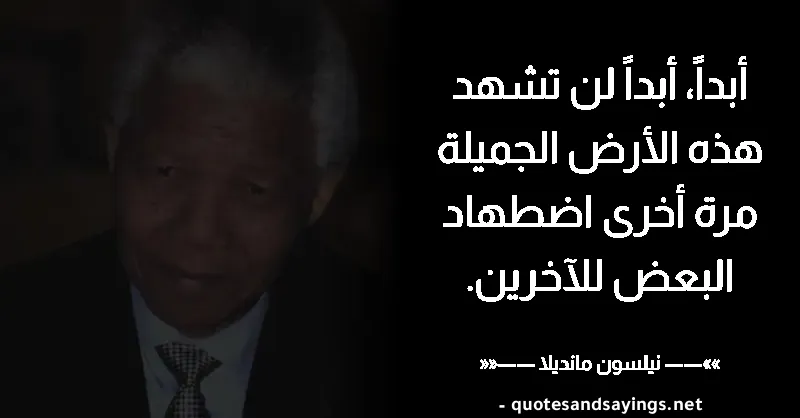 أبداً، أبداً لن تشهد
هذه الأرض الجميلة
مرة أخرى اضطهاد
البعض للآخرين.
»»—— نيلسون مانديلا ——««
- quotesandsayings.net